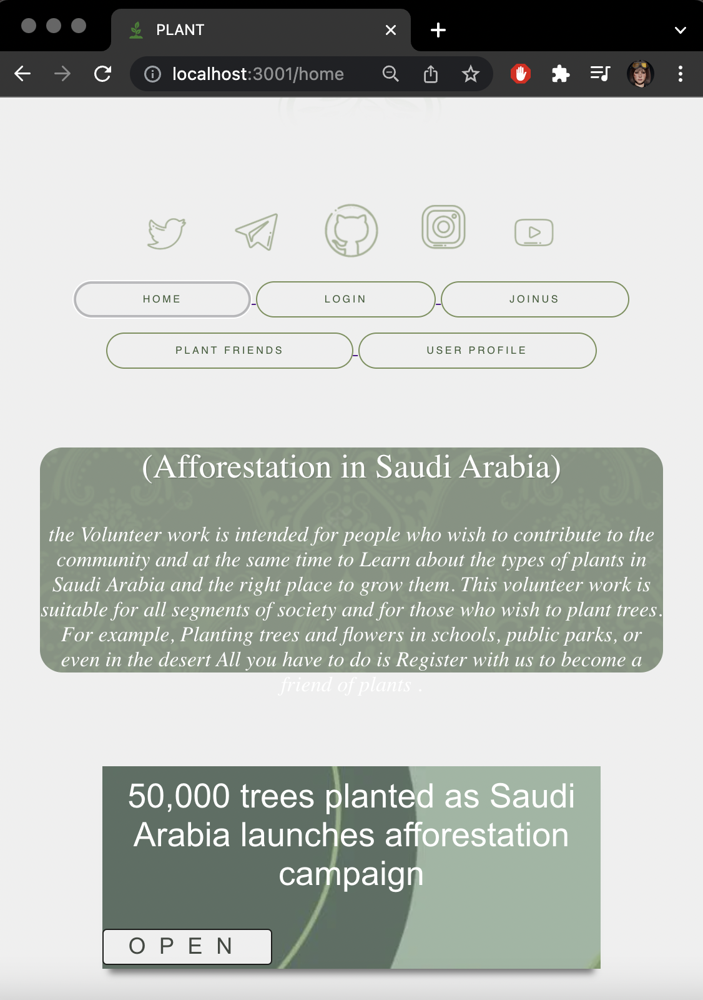 PLANT
localhost:3001/home
HOME
LOGIN
JOINUS
PLANT FRIENDS
USER PROFILE
(Afforestation in Saudi Arabia)
the Volunteer work is intended for people who wish to contribute to the
community and at the same time to Learn about the types of plants in
Saudi Arabia and the right place to grow them. This volunteer work is
suitable for all segments of society and for those who wish to plant trees.
For example, Planting trees and flowers in schools, public parks, or
even in the desert All you have to do is Register with us to become a
friend of plants .
50,000 trees planted as Saudi
Arabia launches afforestation
campaign
OPEN